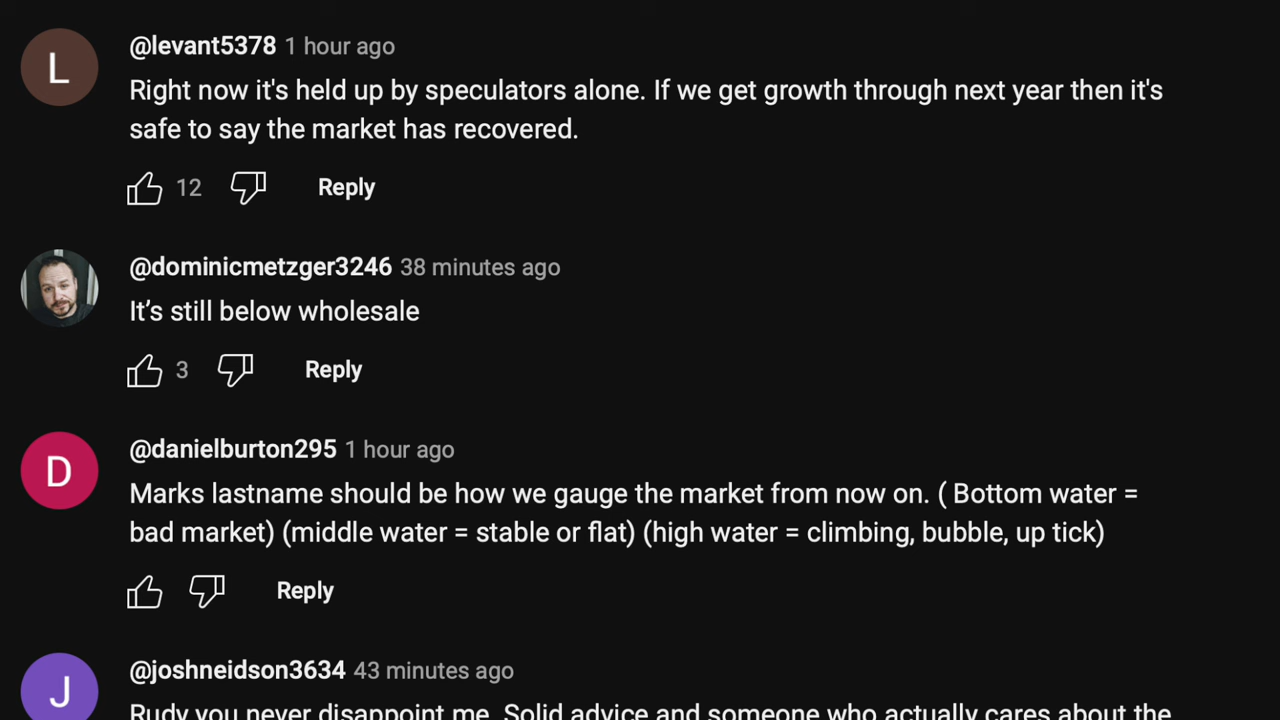 L
@levant5378 1 hour ago
Right now it's held up by speculators alone. If we get growth through next year then it's
safe to say the market has recovered.
12 Reply
@dominicmetzger3246 38 minutes ago
It’s still below wholesale
3 Reply
D
@danielburton295 1 hour ago
Marks lastname should be how we gauge the market from now on. ( Bottom water =
bad market) (middle water = stable or flat) (high water = climbing, bubble, up tick)
Reply
J
@joshneidson3634 43 minutes ago
Rudy you never disappoint me. Solid advice and someone who actually cares about the